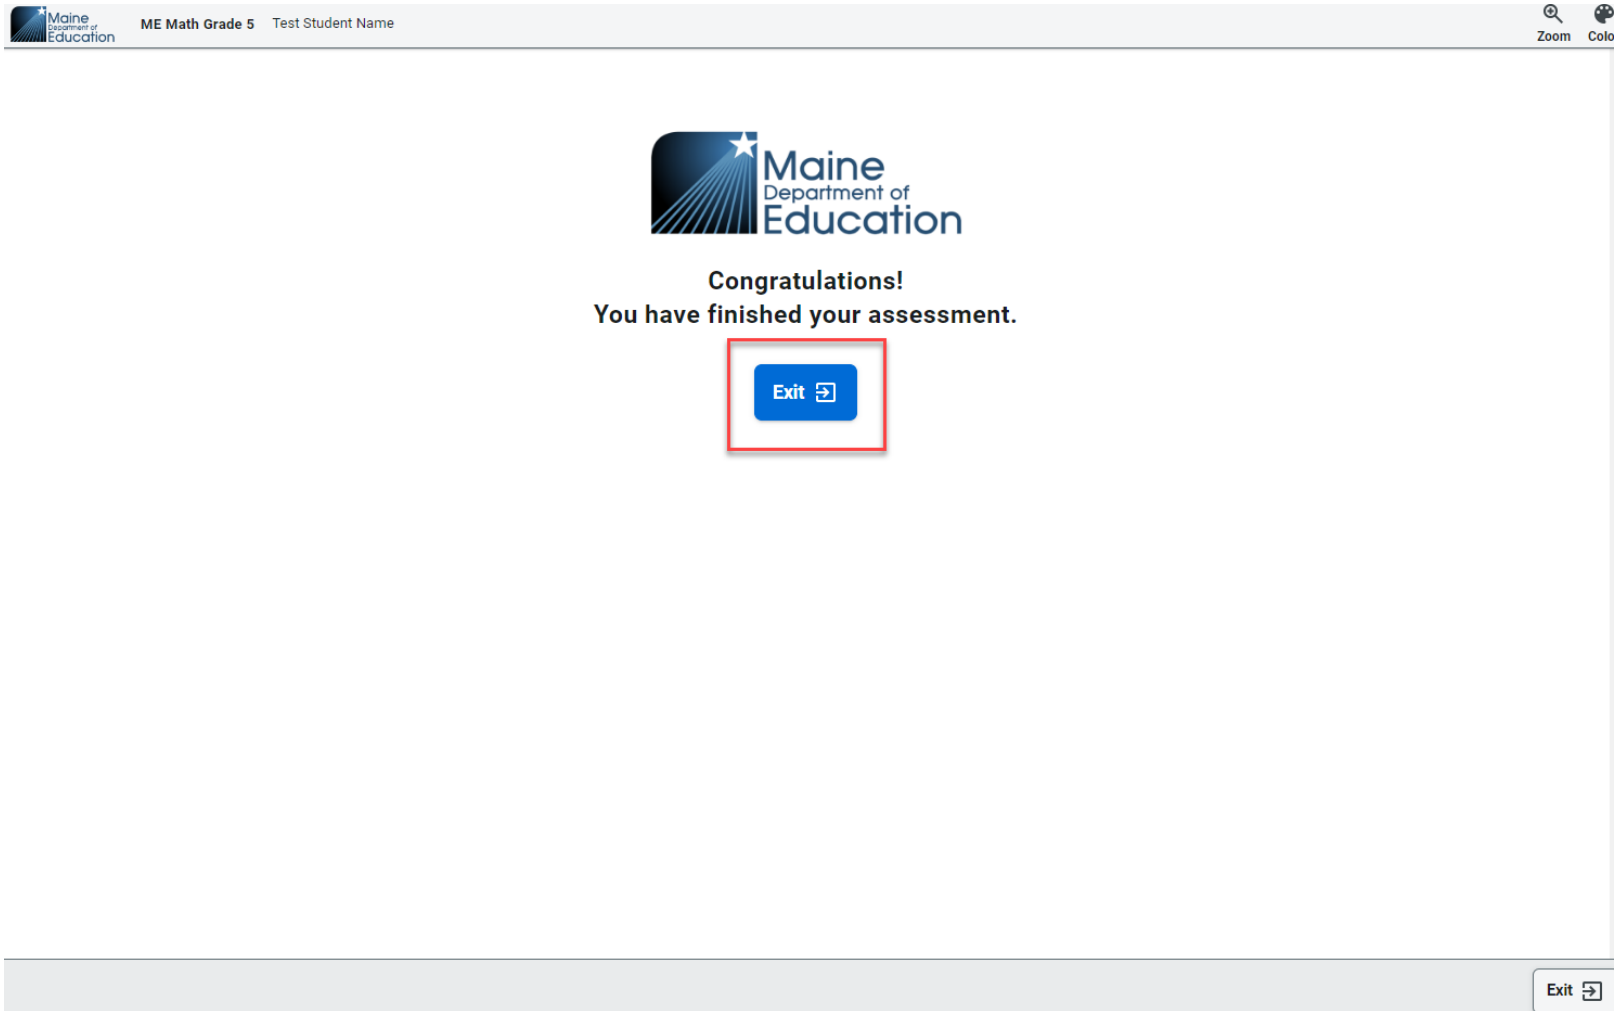 Maine
Department of
Education
ME Math Grade 5
Test Student Name
Zoom
Colo
Maine
Department of
Education
Congratulations!
You have finished your assessment.
Exit
Exit